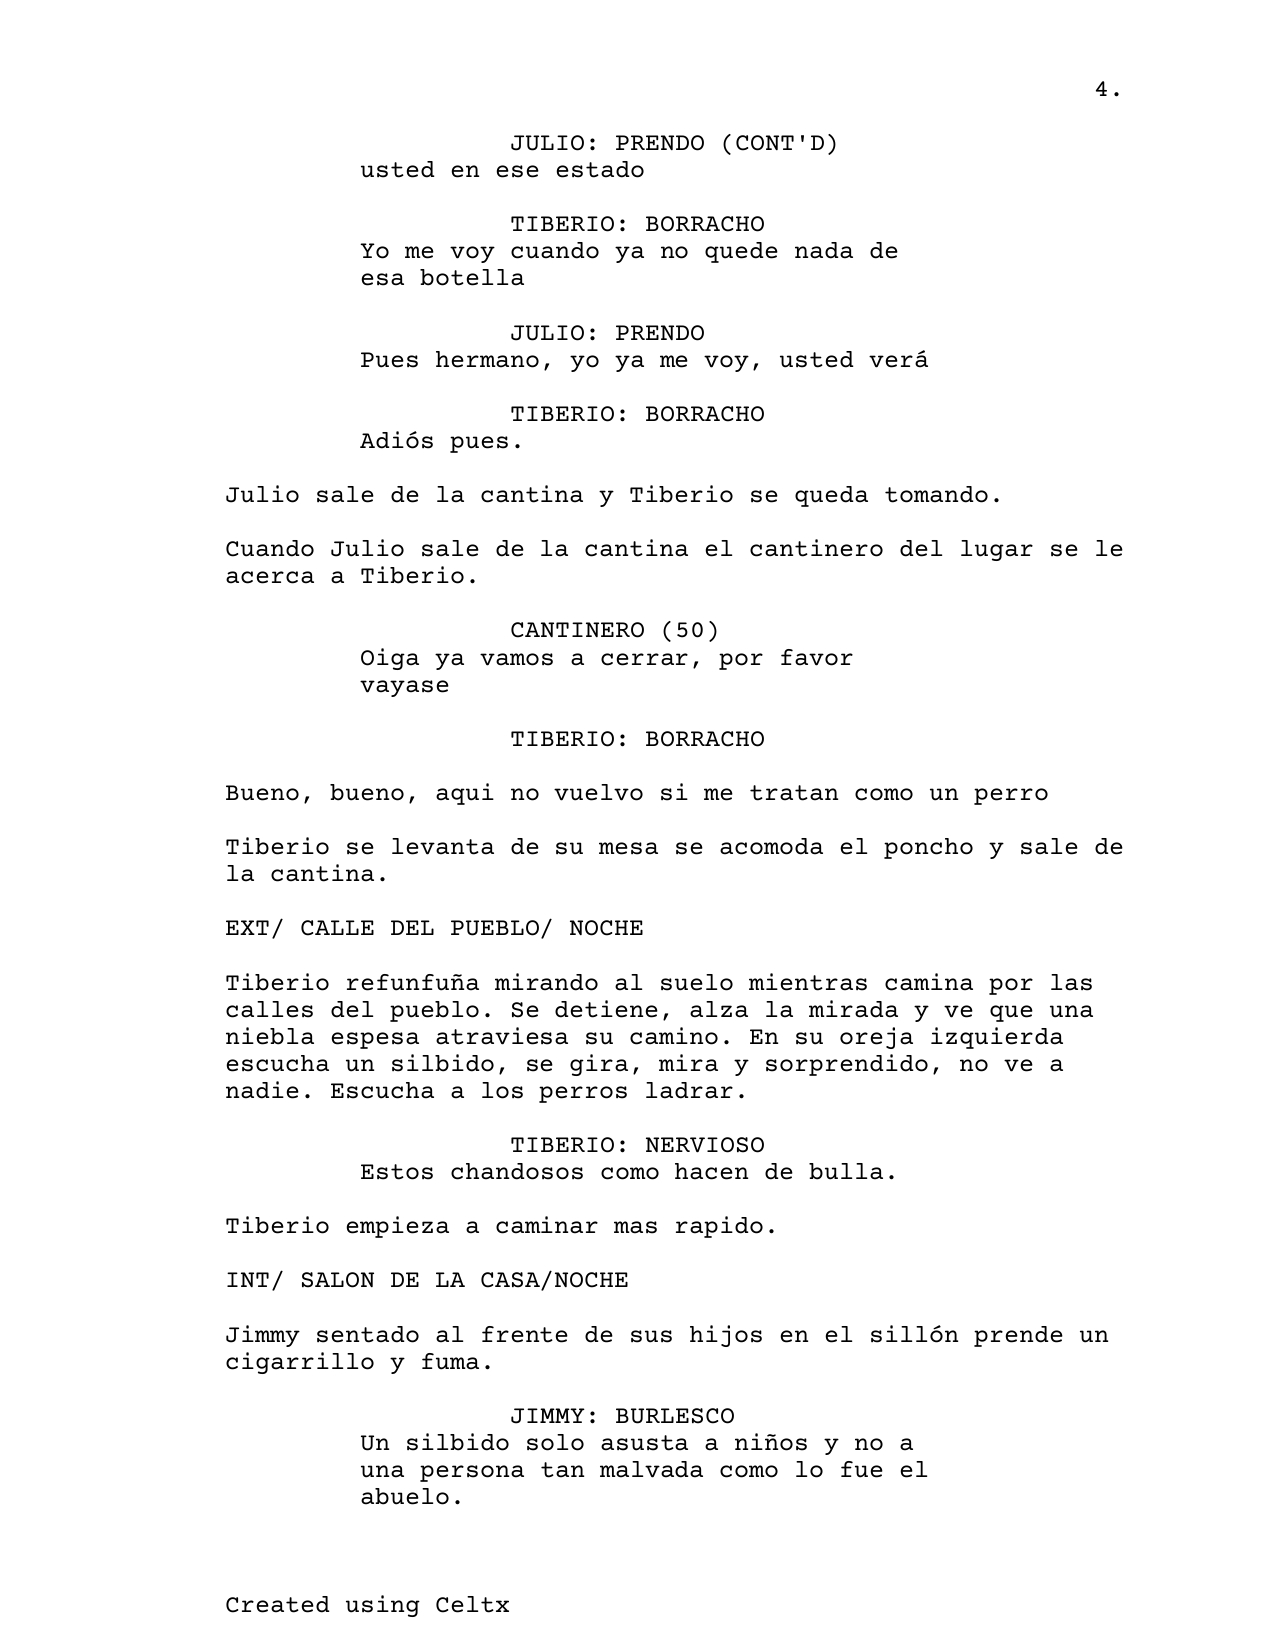 4.
JULIO: PRENDO (CONT'D)
usted en ese estado
TIBERIO: BORRACHO
Yo me voy cuando ya no quede nada de
esa botella
JULIO: PRENDO
Pues hermano, yo ya me voy, usted verá
TIBERIO: BORRACHO
Adiós pues.
Julio sale de la cantina y Tiberio se queda tomando.
Cuando Julio sale de la cantina el cantinero del lugar se le
acerca a Tiberio.
CANTINERO (50)
Oiga ya vamos a cerrar, por favor
vayase
TIBERIO: BORRACHO
Bueno, bueno, aqui no vuelvo si me tratan como un perro
Tiberio se levanta de su mesa se acomoda el poncho y sale de
la cantina.
EXT/ CALLE DEL PUEBLO/ NOCHE
Tiberio refunfuña mirando al suelo mientras camina por las
calles del pueblo. Se detiene, alza la mirada y ve que una
niebla espesa atraviesa su camino. En su oreja izquierda
escucha un silbido, se gira, mira y sorprendido, no ve a
nadie. Escucha a los perros ladrar.
TIBERIO: NERVIOSO
Estos chandosos como hacen de bulla.
Tiberio empieza a caminar mas rapido.
INT/ SALON DE LA CASA/NOCHE
Jimmy sentado al frente de sus hijos en el sillón prende un
cigarrillo y fuma.
JIMMY: BURLESCO
Un silbido solo asusta a niños y no a
una persona tan malvada como lo fue el
abuelo.
Created using Celtx